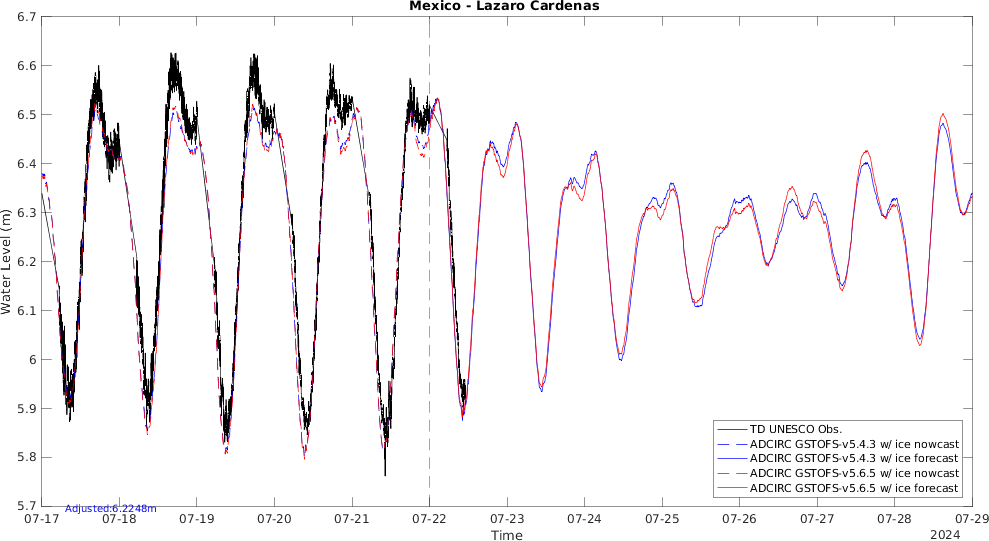 Mexico - Lazaro Cardenas
6.7
6.6
6.5
6.4
6.3
6.2
6.1
6
5.9
5.8
5.7
Water Level (m)
TD UNESCO Obs.
ADCIRC GSTOFS-v5.4.3 w/ ice nowcast
ADCIRC GSTOFS-v5.4.3 w/ ice forecast
ADCIRC GSTOFS-v5.6.5 w/ ice nowcast
ADCIRC GSTOFS-v5.6.5 w/ ice forecast
Adjusted:6.2248m
07-17 07-18 07-19 07-20 07-21 07-22 07-23 07-24 07-25 07-26 07-27 07-28 07-29
Time
2024